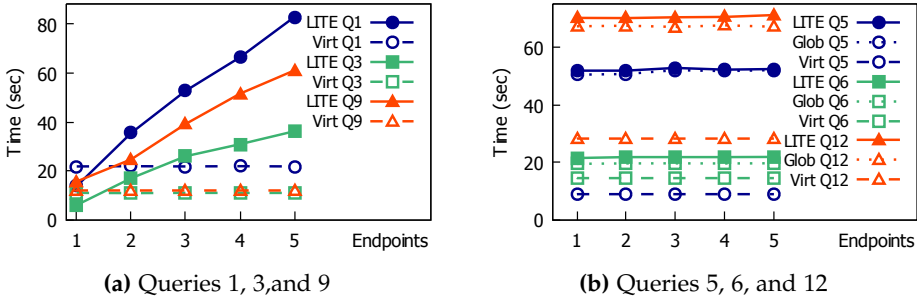 80
60
40
20
0
Time (sec)
LITE Q1
Virt Q1
LITE Q3
Virt Q3
LITE Q9
Virt Q9
1 2 3 4 5 Endpoints
(a) Queries 1, 3,and 9
60
40
20
0
Time (sec)
LITE Q5
Glob Q5
Virt Q5
LITE Q6
Glob Q6
Virt Q6
LITE Q12
Glob Q12
Virt Q12
1 2 3 4 5 Endpoints
(b) Queries 5, 6, and 12